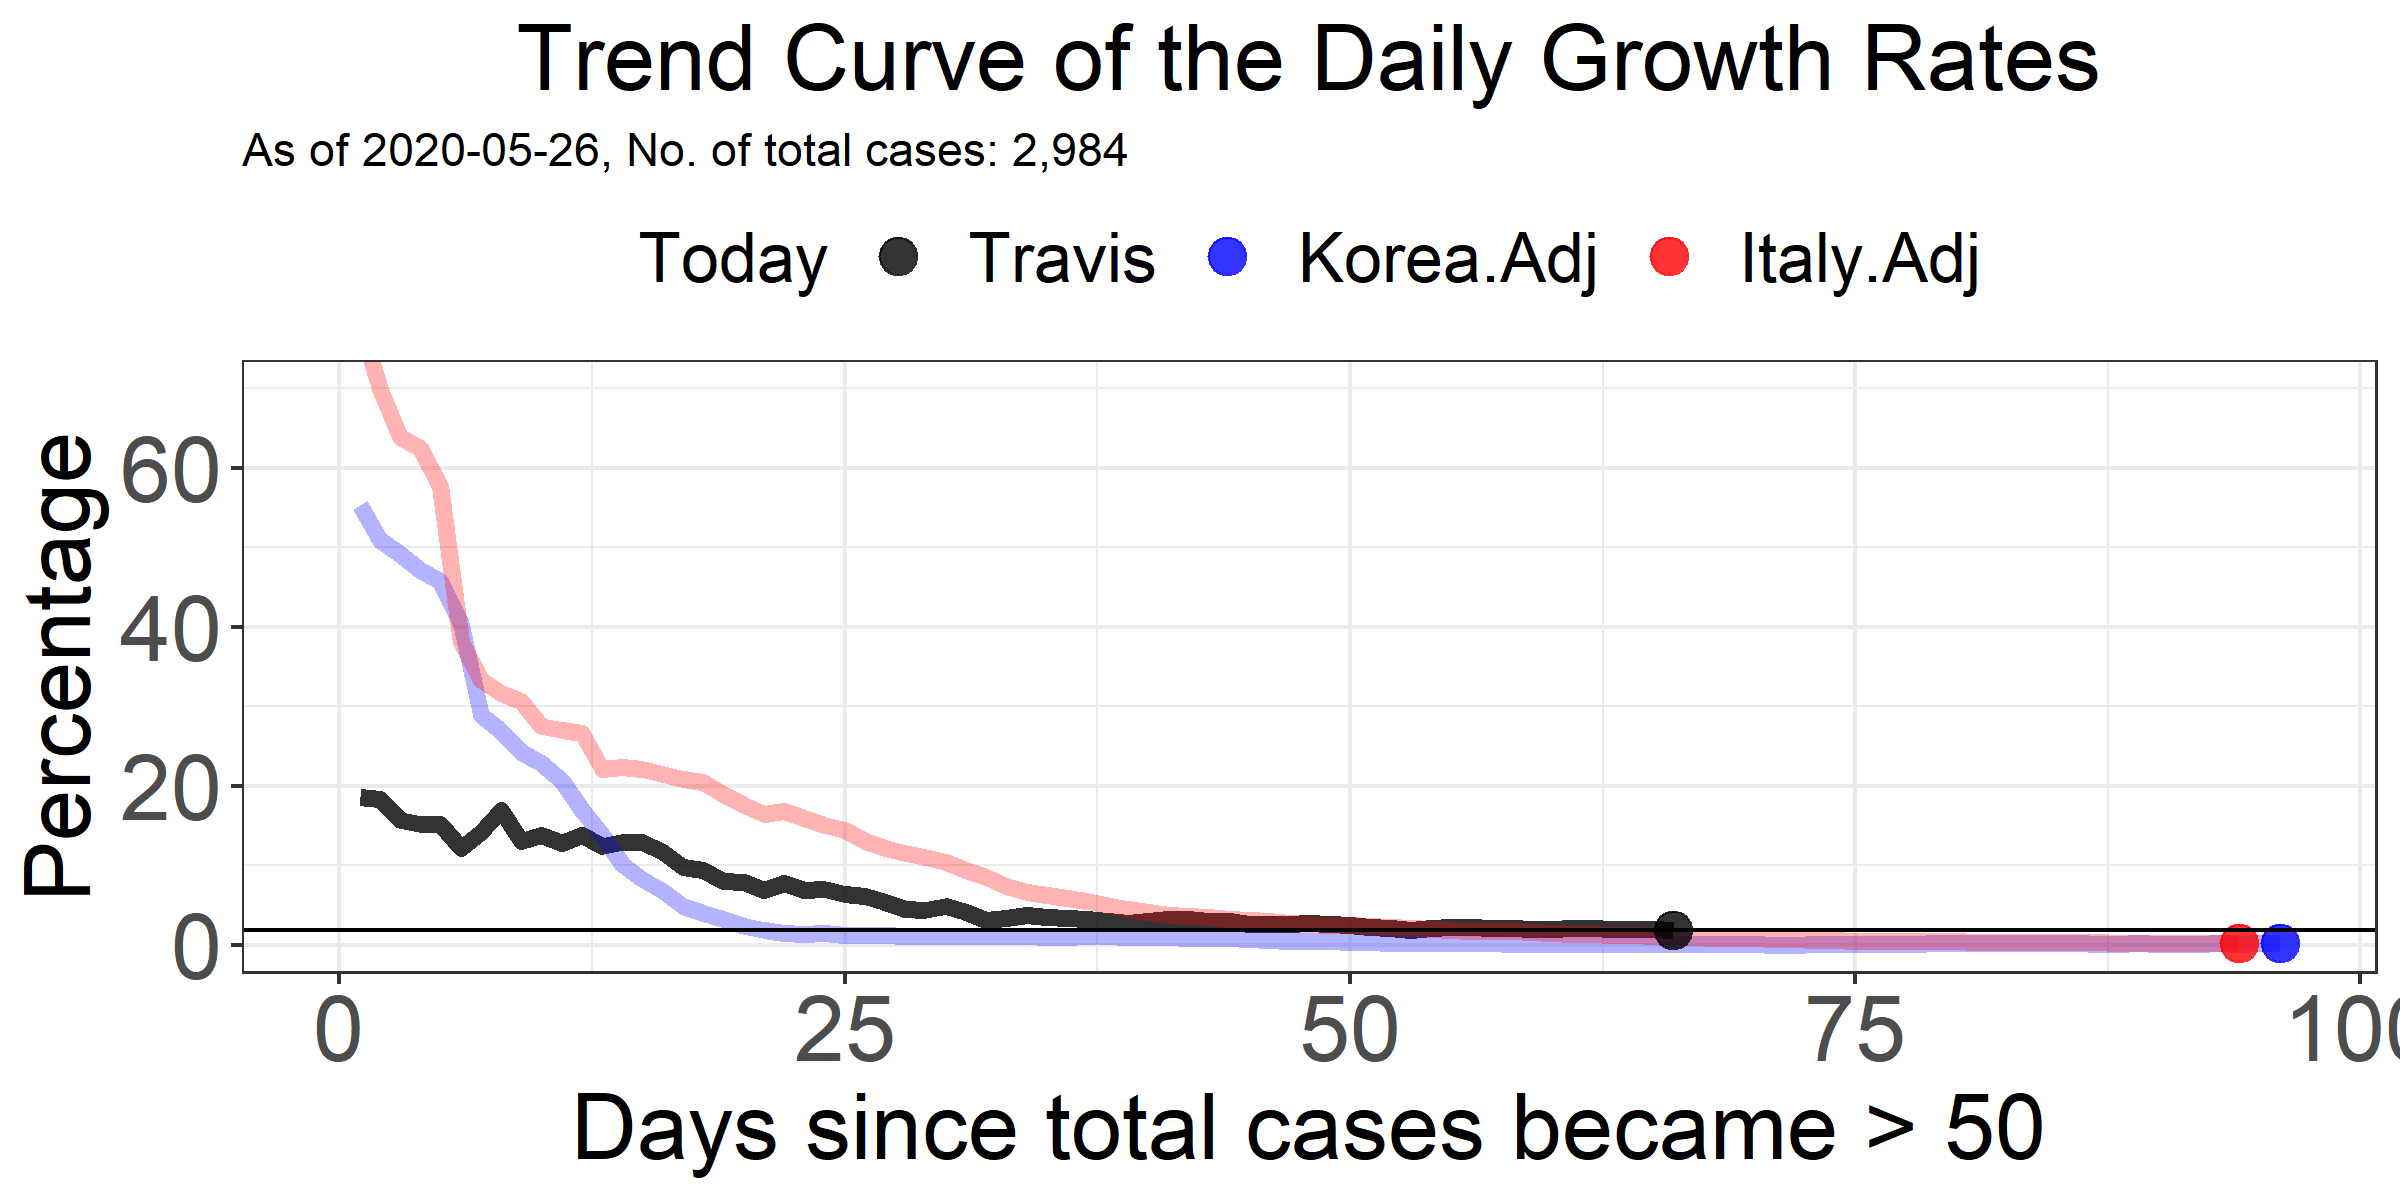 Trend Curve of the Daily Growth Rates
As of 2020-05-26, No. of total cases: 2,984
Today Travis Korea.Adj Italy.Adj
Percentage
60
40
20
0
0 25 50 75 100
Days since total cases became > 50